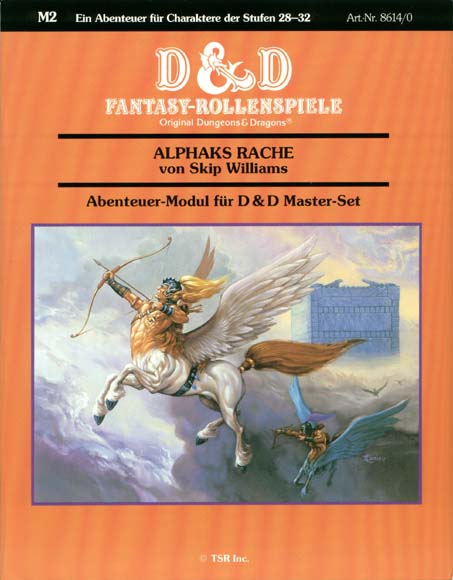 M2 Ein Abenteuer für Charaktere der Stufen 28–32 Art.-Nr. 8614/0
D&D
FANTASY-ROLLENSPIELE
Original Dungeons & Dragons®
ALPHAKS RACHE
von Skip Williams
Abenteuer-Modul für D&D Master-Set
© TSR Inc.